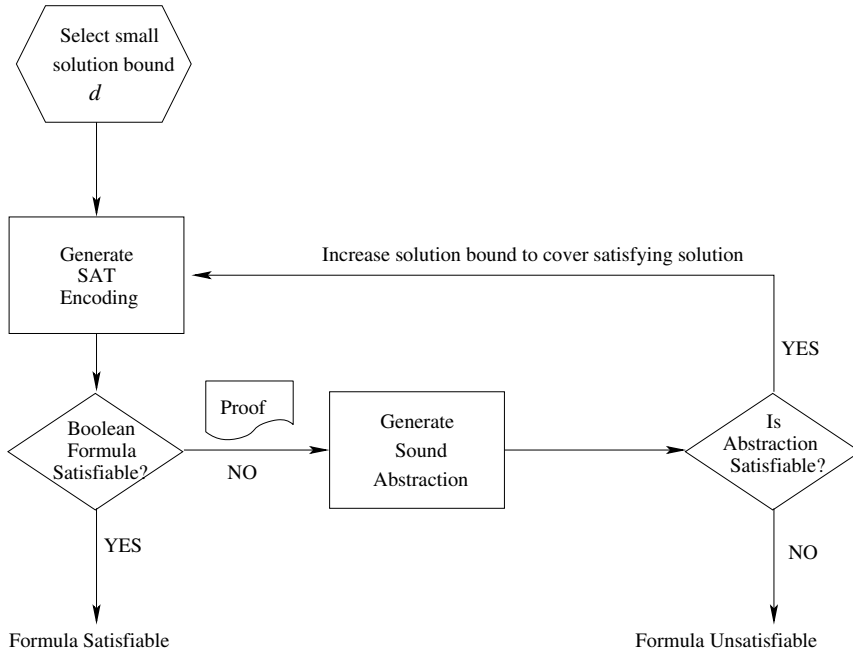 Select small
solution bound
d
Generate
SAT
Encoding
Increase solution bound to cover satisfying solution
YES
Boolean
Formula
Satisfiable?
Proof
NO
Generate
Sound
Abstraction
Is
Abstraction
Satisfiable?
YES
NO
Formula Satisfiable
Formula Unsatisfiable